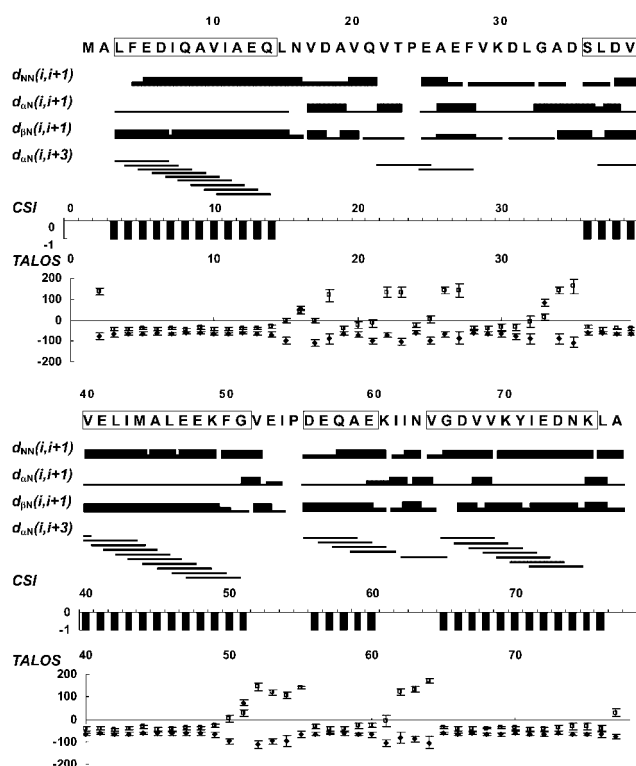 10 20 30
M A L F E D I Q A V I A E Q L N V D A V Q V T P E A E F V K D L G A D S L D V
dNN(i,i+1)
dαN(i,i+1)
dβN(i,i+1)
dαN(i,i+3)
CSI 0 10 20 30
0
-1
TALOS 0 10 20 30
200
100
0
-100
-200
40 50 60 70
V E L I M A L E E K F G V E I P D E Q A E K I I N V G D V V K Y I E D N K L A
dNN(i,i+1)
dαN(i,i+1)
dβN(i,i+1)
dαN(i,i+3)
CSI
40 50 60 70
0
-1
TALOS 40 50 60 70
200
100
0
-100
-200